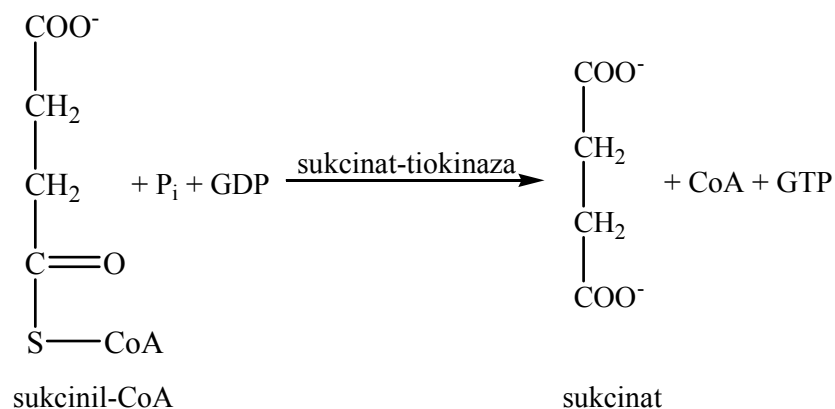 COO⁻
CH₂
CH₂
C=O
S—CoA
sukcinil-CoA
+ Pᵢ + GDP
sukcinat-tiokinaza
COO⁻
CH₂
CH₂
COO⁻
sukcinat
+ CoA + GTP